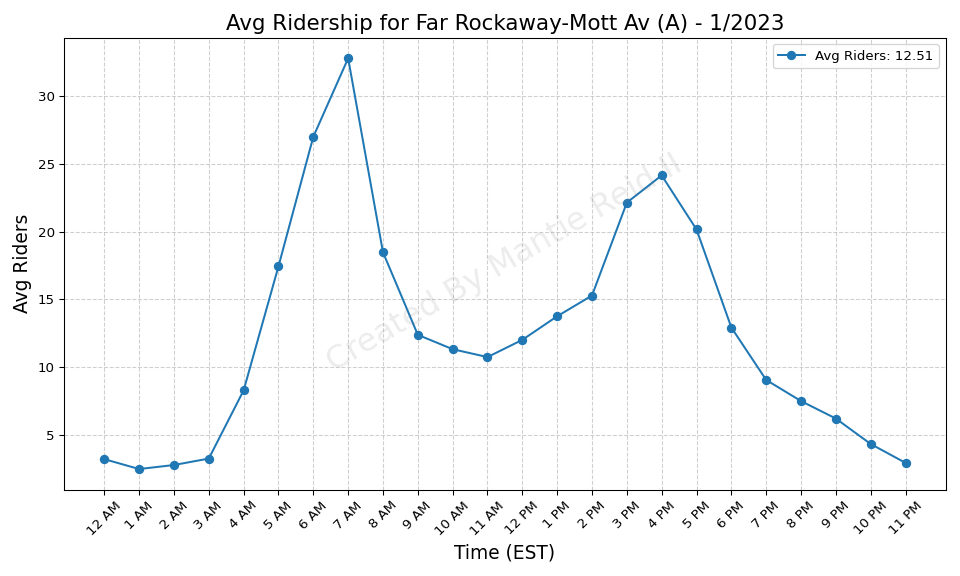 Avg Ridership for Far Rockaway-Mott Av (A) - 1/2023
Avg Riders: 12.51
Avg Riders
30
25
20
15
10
5
Created By Mantie Reid II
12 AM
1 AM
2 AM
3 AM
4 AM
5 AM
6 AM
7 AM
8 AM
9 AM
10 AM
11 AM
12 PM
1 PM
2 PM
3 PM
4 PM
5 PM
6 PM
7 PM
8 PM
9 PM
10 PM
11 PM
Time (EST)